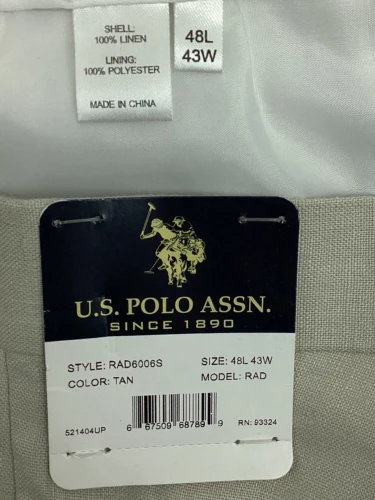 SHELL:
100% LINEN
LINING:
100% POLYESTER
MADE IN CHINA
48L
43W
U.S. POLO ASSN.
SINCE 1890
STYLE: RAD6006S
SIZE: 48L 43W
COLOR: TAN
MODEL: RAD
521404UP
6 67509 68789 9
RN: 93324